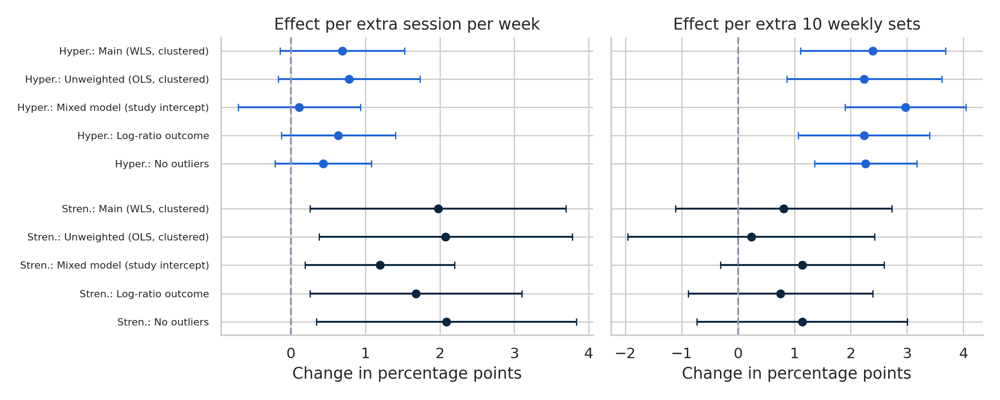 Effect per extra session per week
Effect per extra 10 weekly sets
Hyper.: Main (WLS, clustered)
Hyper.: Unweighted (OLS, clustered)
Hyper.: Mixed model (study intercept)
Hyper.: Log-ratio outcome
Hyper.: No outliers
Stren.: Main (WLS, clustered)
Stren.: Unweighted (OLS, clustered)
Stren.: Mixed model (study intercept)
Stren.: Log-ratio outcome
Stren.: No outliers
0 1 2 3 4
−2 −1 0 1 2 3 4
Change in percentage points
Change in percentage points